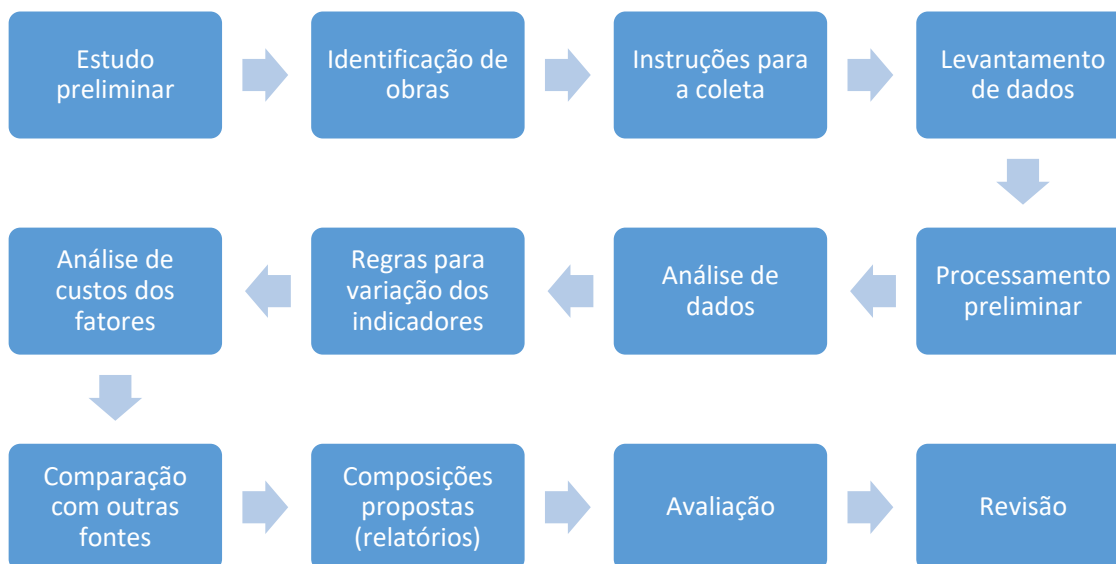 Estudo
preliminar
Identificação de
obras
Instruções para
a coleta
Levantamento
de dados
Processamento
preliminar
Análise de
dados
Regras para
variação dos
indicadores
Análise de
custos dos
fatores
Comparação
com outras
fontes
Composições
propostas
(relatórios)
Avaliação
Revisão